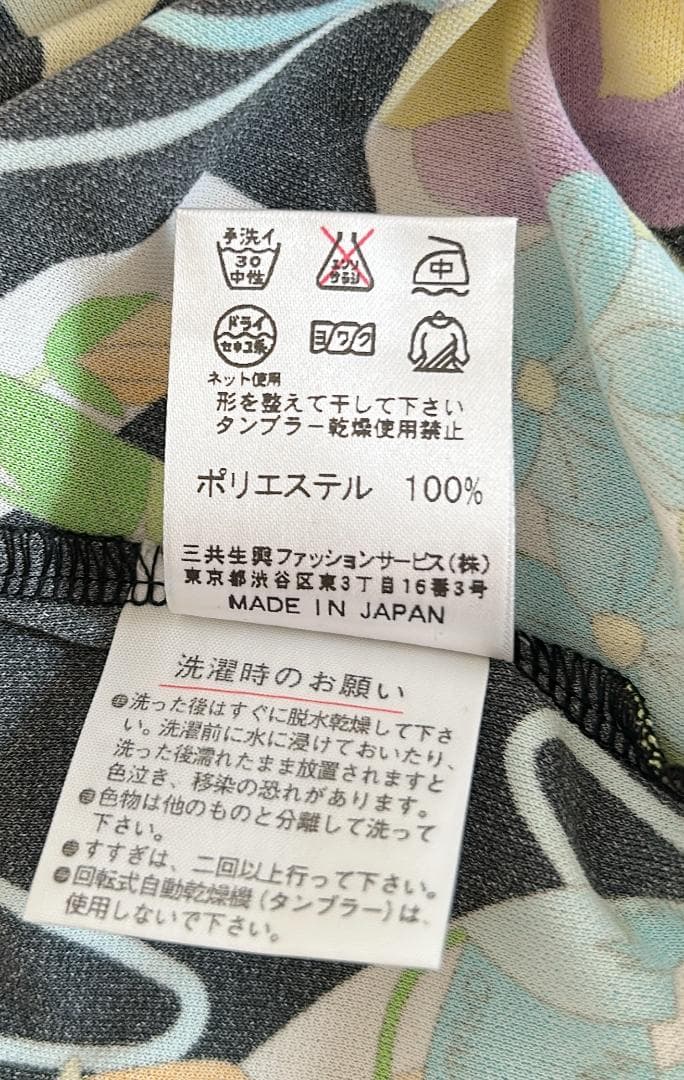 手洗イ
30
中性
エンソ
サラシ
中
ドライ
セキユ系
ヨワク
ネット使用
形を整えて干して下さい
タンブラー乾燥使用禁止
ポリエステル 100%
三共生興ファッションサービス(株)
東京都渋谷区東3丁目16番3号
MADE IN JAPAN
洗濯時のお願い
●洗った後はすぐに脱水乾燥して下さ
い。洗濯前に水に浸けておいたり、
洗った後濡れたまま放置されますと
色泣き、移染の恐れがあります。
●色物は他のものと分離して洗って
下さい。
●すすぎは、二回以上行って下さい。
●回転式自動乾燥機(タンブラー)は、
使用しないで下さい。